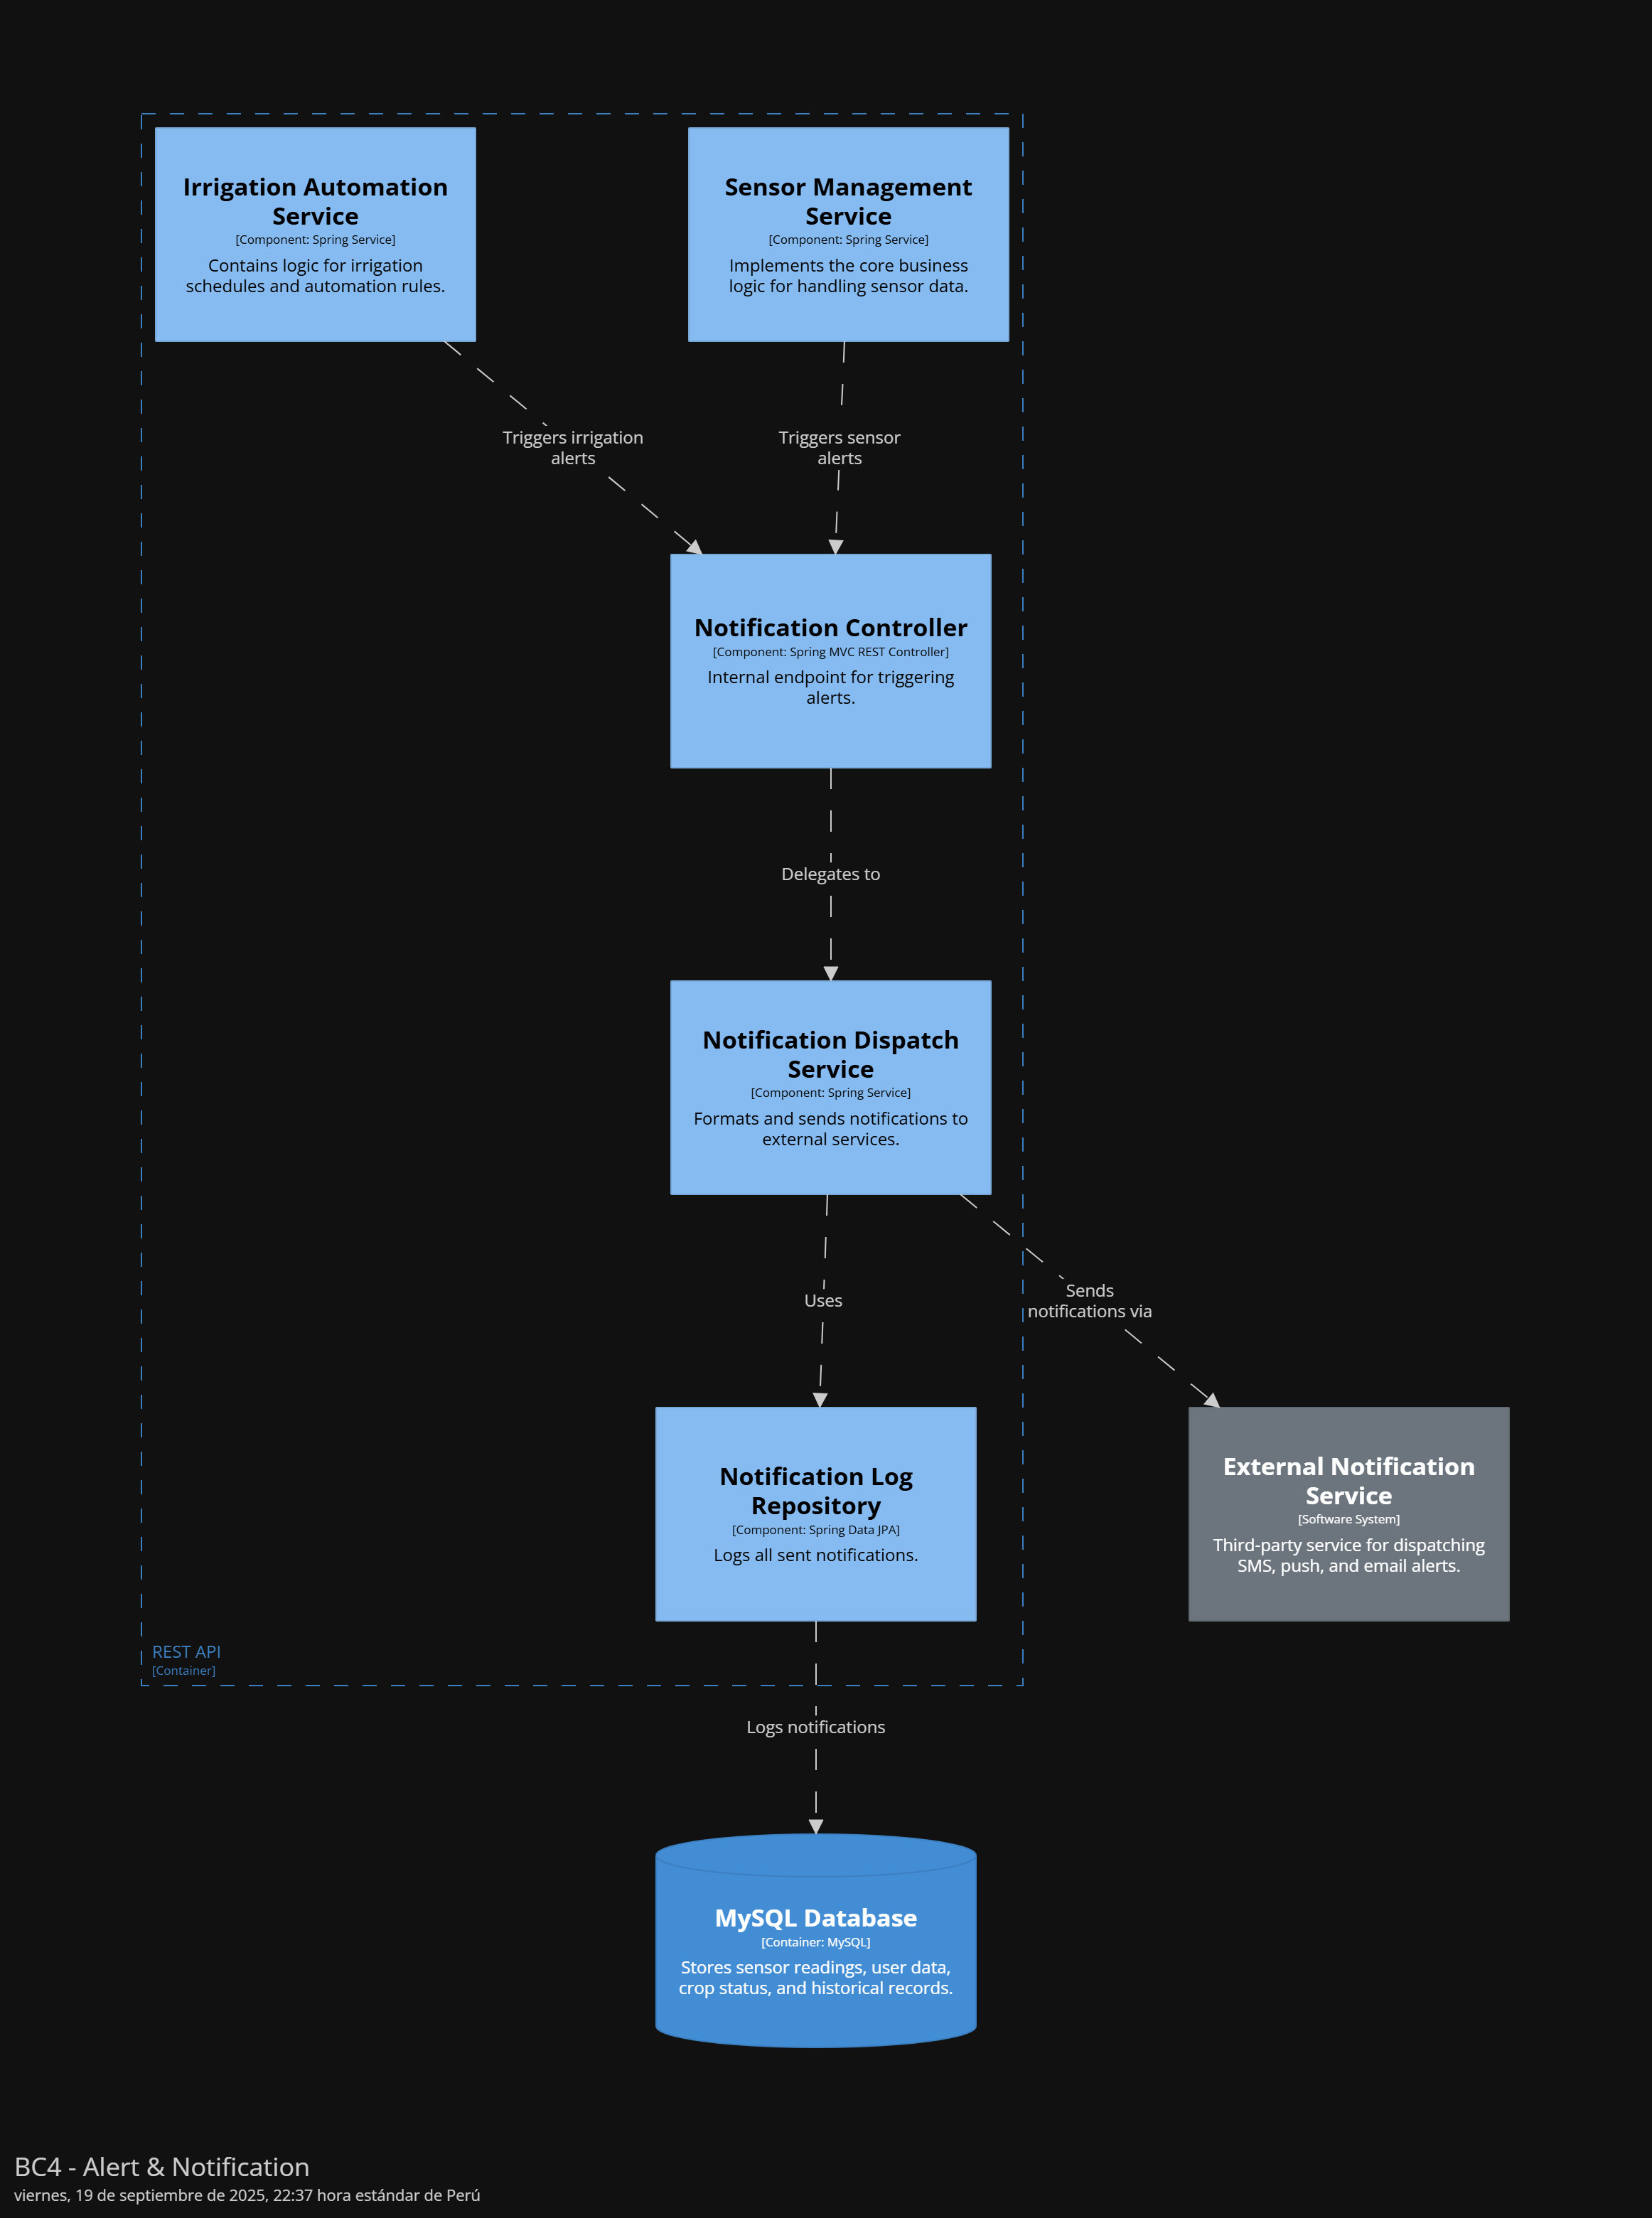 Irrigation Automation
Service
[Component: Spring Service]
Contains logic for irrigation
schedules and automation rules.
Sensor Management
Service
[Component: Spring Service]
Implements the core business
logic for handling sensor data.
Triggers irrigation
alerts
Triggers sensor
alerts
Notification Controller
[Component: Spring MVC REST Controller]
Internal endpoint for triggering
alerts.
Delegates to
Notification Dispatch
Service
[Component: Spring Service]
Formats and sends notifications to
external services.
Uses
Sends
notifications via
Notification Log
Repository
[Component: Spring Data JPA]
Logs all sent notifications.
External Notification
Service
[Software System]
Third-party service for dispatching
SMS, push, and email alerts.
REST API
[Container]
Logs notifications
MySQL Database
[Container: MySQL]
Stores sensor readings, user data,
crop status, and historical records.
BC4 - Alert & Notification
viernes, 19 de septiembre de 2025, 22:37 hora estándar de Perú